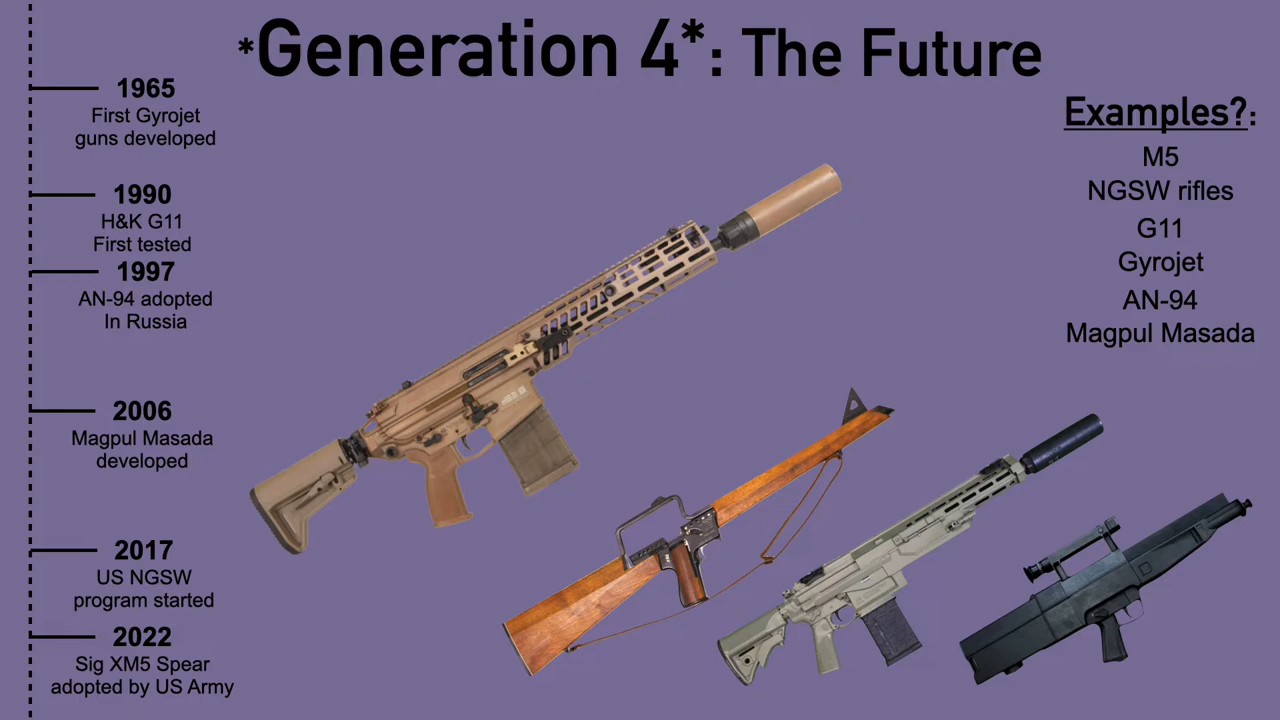 *Generation 4*: The Future
1965
First Gyrojet
guns developed
1990
H&K G11
First tested
1997
AN-94 adopted
In Russia
2006
Magpul Masada
developed
2017
US NGSW
program started
2022
Sig XM5 Spear
adopted by US Army
Examples?:
M5
NGSW rifles
G11
Gyrojet
AN-94
Magpul Masada